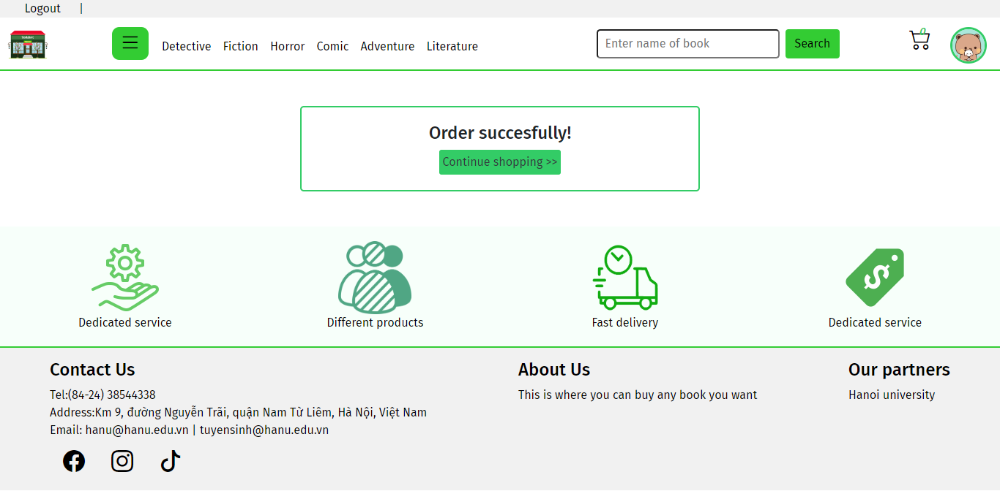 Logout |
Detective Fiction Horror Comic Adventure Literature Enter name of book Search 0
Order succesfully!
Continue shopping >>
Dedicated service Different products Fast delivery Dedicated service
Contact Us
Tel:(84-24) 38544338
Address:Km 9, đường Nguyễn Trãi, quận Nam Từ Liêm, Hà Nội, Việt Nam
Email: hanu@hanu.edu.vn | tuyensinh@hanu.edu.vn
About Us
This is where you can buy any book you want
Our partners
Hanoi university